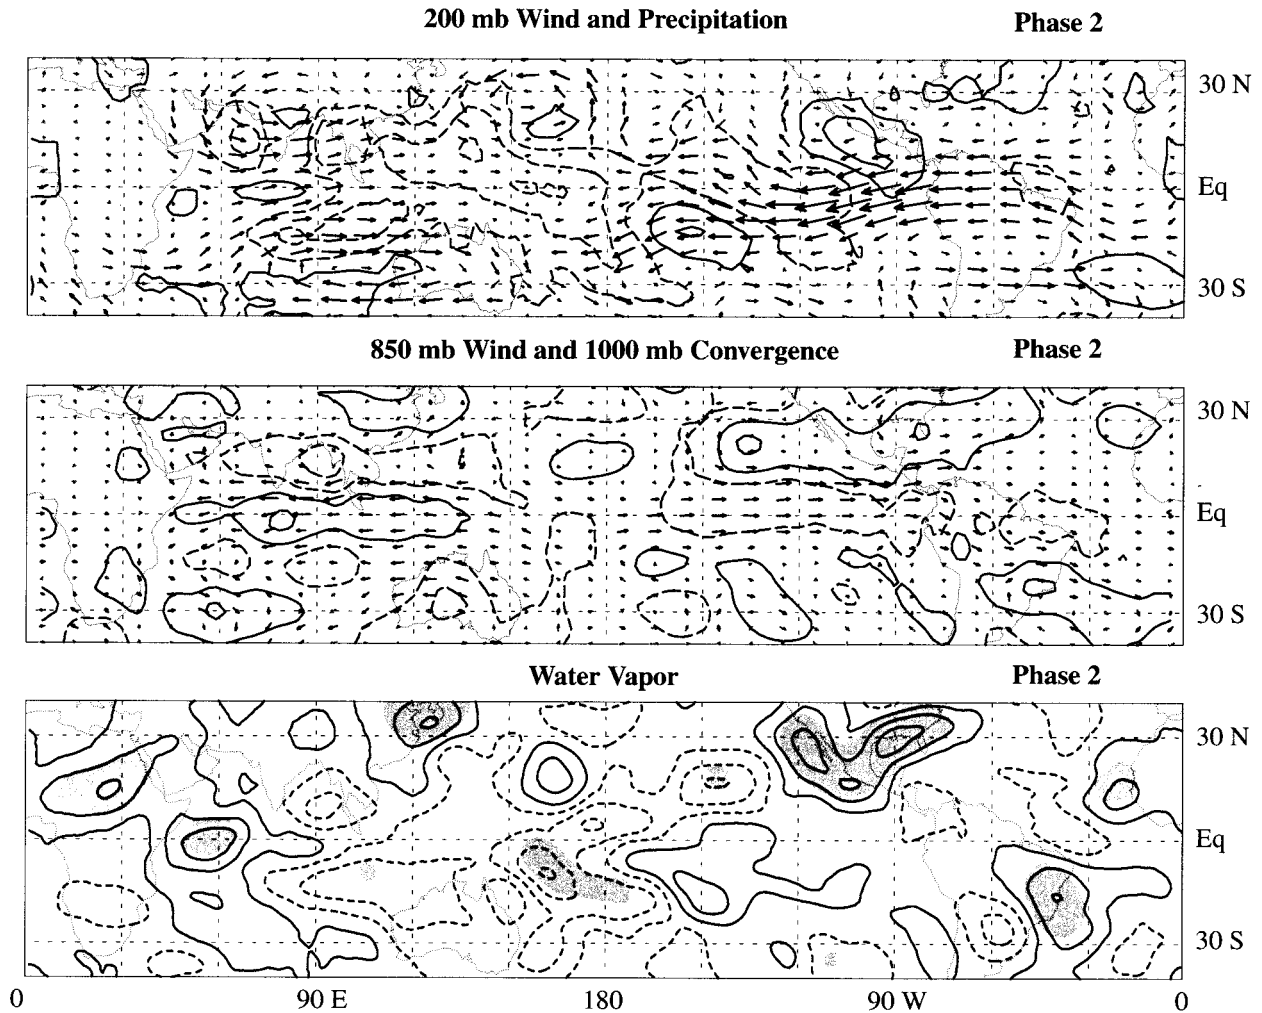 200 mb Wind and Precipitation Phase 2
30 N
Eq
30 S
850 mb Wind and 1000 mb Convergence Phase 2
30 N
Eq
30 S
Water Vapor Phase 2
30 N
Eq
30 S
0 90 E 180 90 W 0